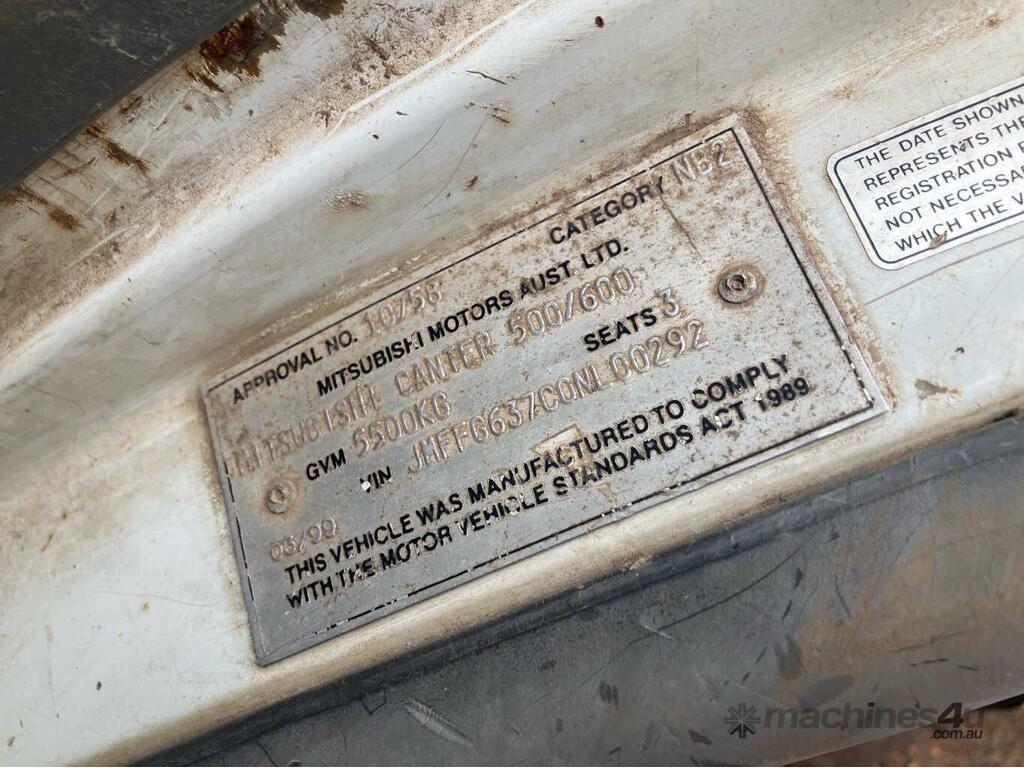 APPROVAL NO. 10756 CATEGORY NB2
MITSUBISHI MOTORS AUST. LTD.
MITSUBISHI CANTER 500/600
GVM 5500KG SEATS 3
VIN
03/90
THIS VEHICLE WAS MANUFACTURED TO COMPLY
WITH THE MOTOR VEHICLE STANDARDS ACT 1989
THE DATE SHOWN
REPRESENTS THE
REGISTRATION
NOT NECESSA
WHICH THE V
machines4u
.com.au